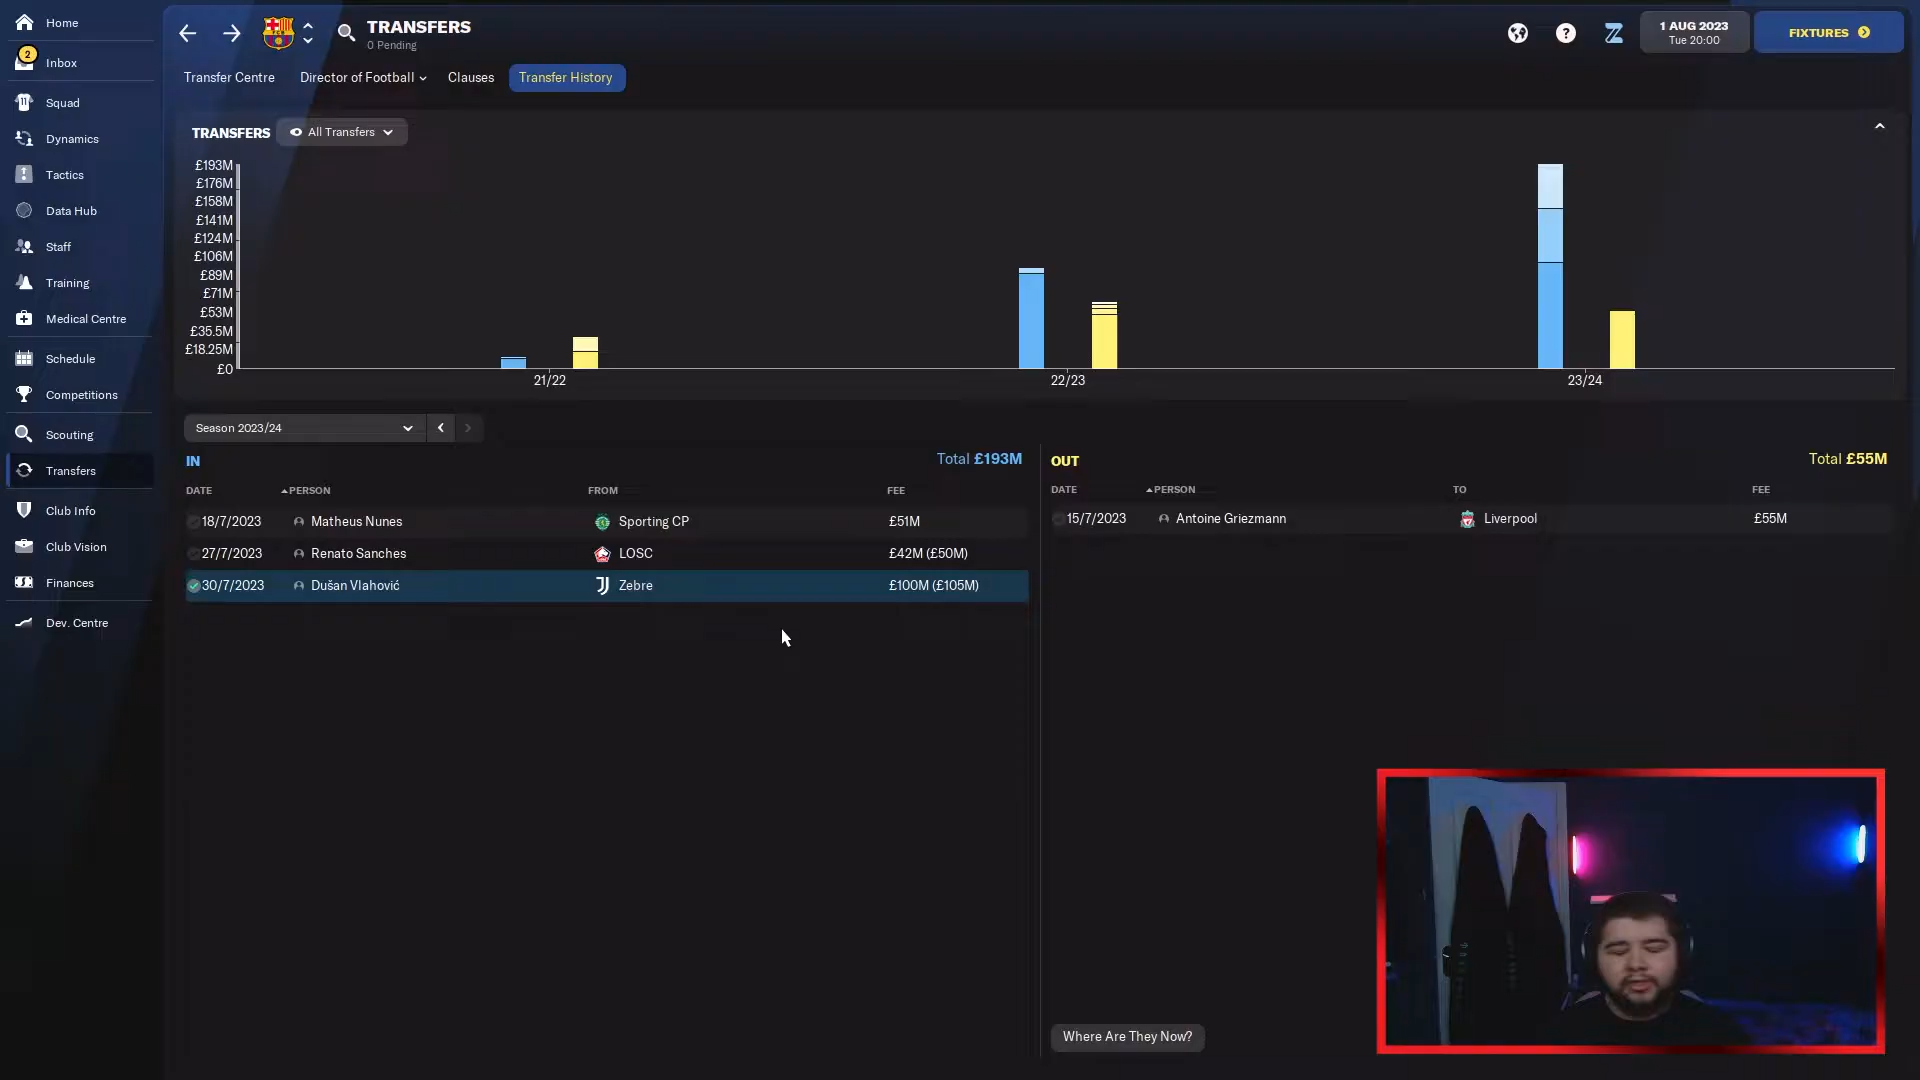 Home
2
Inbox
Squad
Dynamics
Tactics
Data Hub
Staff
Training
Medical Centre
Schedule
Competitions
Scouting
Transfers
Club Info
Club Vision
Finances
Dev. Centre
TRANSFERS
0 Pending
1 AUG 2023
Tue 20:00
FIXTURES
Transfer Centre Director of Football Clauses Transfer History
TRANSFERS All Transfers
£193M
£176M
£158M
£141M
£124M
£106M
£89M
£71M
£53M
£35.5M
£18.25M
£0
21/22 22/23 23/24
Season 2023/24
IN Total £193M
DATE PERSON FROM FEE
18/7/2023 Matheus Nunes Sporting CP £51M
27/7/2023 Renato Sanches LOSC £42M (£50M)
30/7/2023 Dušan Vlahović Zebre £100M (£105M)
OUT Total £55M
DATE PERSON TO FEE
15/7/2023 Antoine Griezmann Liverpool £55M
Where Are They Now?